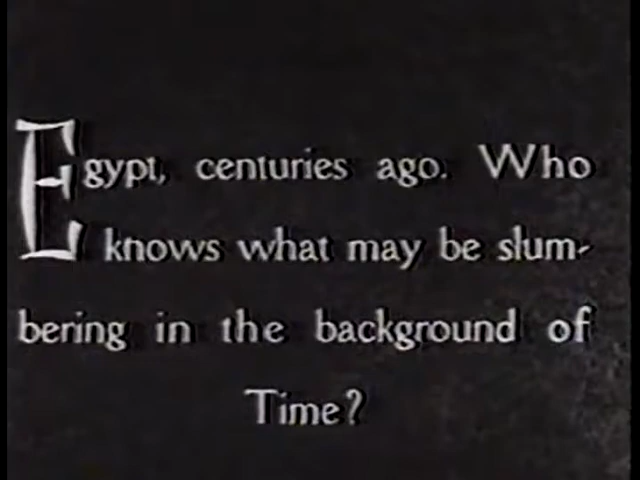 Egypt, centuries ago. Who
knows what may be slum-
bering in the background of
Time?